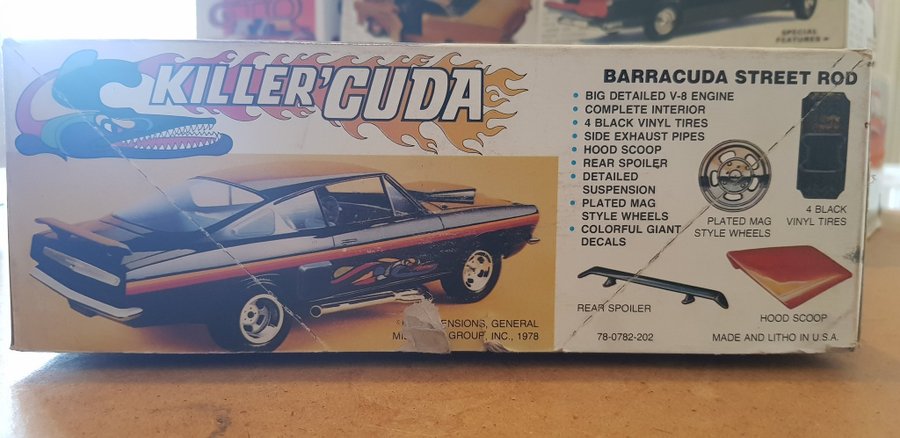 SPECIAL
FEATURES
KILLER 'CUDA
BARRACUDA STREET ROD
• BIG DETAILED V-8 ENGINE
• COMPLETE INTERIOR
• 4 BLACK VINYL TIRES
• SIDE EXHAUST PIPES
• HOOD SCOOP
• REAR SPOILER
• DETAILED
SUSPENSION
• PLATED MAG
STYLE WHEELS
• COLORFUL GIANT
DECALS
PLATED MAG
STYLE WHEELS
4 BLACK
VINYL TIRES
REAR SPOILER
HOOD SCOOP
GENERAL
GROUP, INC., 1978
78-0782-202
MADE AND LITHO IN U.S.A.